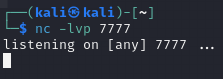 (kali㉿kali)-[~]
$ nc -lvp 7777
listening on [any] 7777 ...